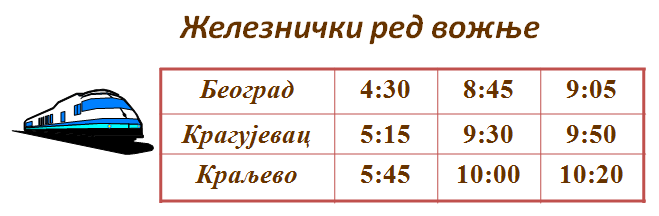 Железнички ред вожње
Београд 4:30 8:45 9:05
Крагујевац 5:15 9:30 9:50
Краљево 5:45 10:00 10:20